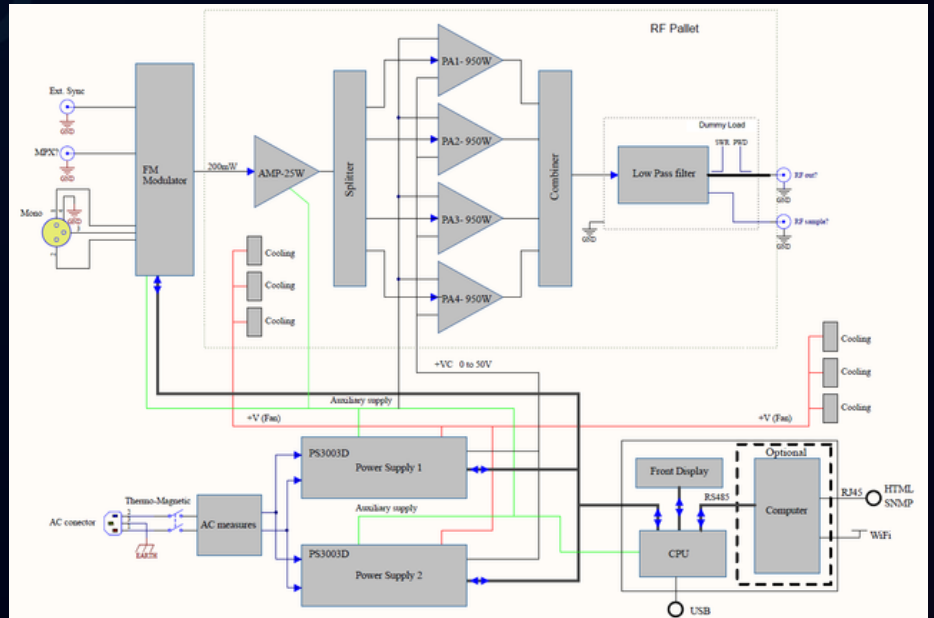 RF Pallet
Ext. Sync
GND
MPX?
GND
Mono
GND
3
2
FM
Modulator
200mW
AMP-25W
Splitter
PA1- 950W
PA2- 950W
PA3- 950W
PA4- 950W
Combiner
Dummy Load
SWR PWD
Low Pass filter
RF out?
GND
RF sample?
GND
GND
Cooling
Cooling
Cooling
+VC 0 to 50V
Auxiliary supply
+V (Fan)
+V (Fan)
Cooling
Cooling
Cooling
PS3003D
Power Supply 1
Auxiliary supply
PS3003D
Power Supply 2
Thermo-Magnetic
AC conector
EARTH
AC measures
Front Display
RS485
CPU
USB
Optional
Computer
RJ45
HTML
SNMP
WiFi